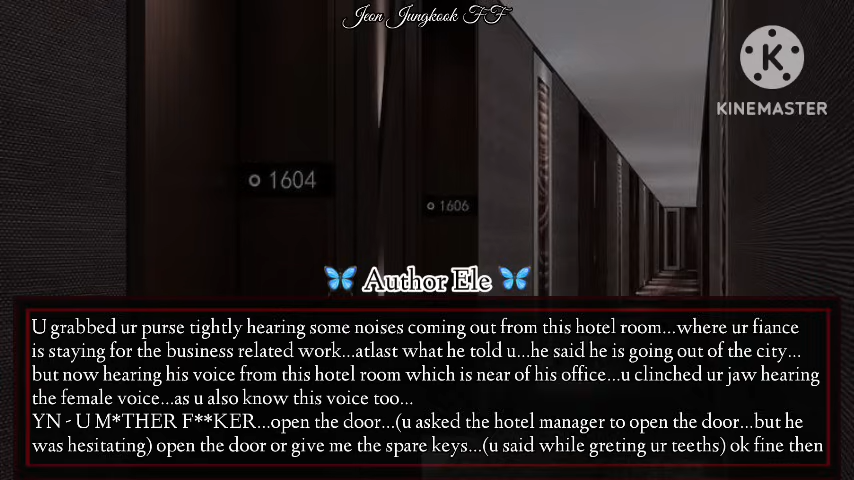 Jeon Jungkook FF
KINEMASTER
1604
1606
🦋 Author Ele 🦋
U grabbed ur purse tightly hearing some noises coming out from this hotel room...where ur fiance
is staying for the business related work...atlast what he told u...he said he is going out of the city...
but now hearing his voice from this hotel room which is near of his office...u clinched ur jaw hearing
the female voice...as u also know this voice too...
YN - U M*THER F**KER...open the door...(u asked the hotel manager to open the door...but he
was hesitating) open the door or give me the spare keys...(u said while greting ur teeths) ok fine then